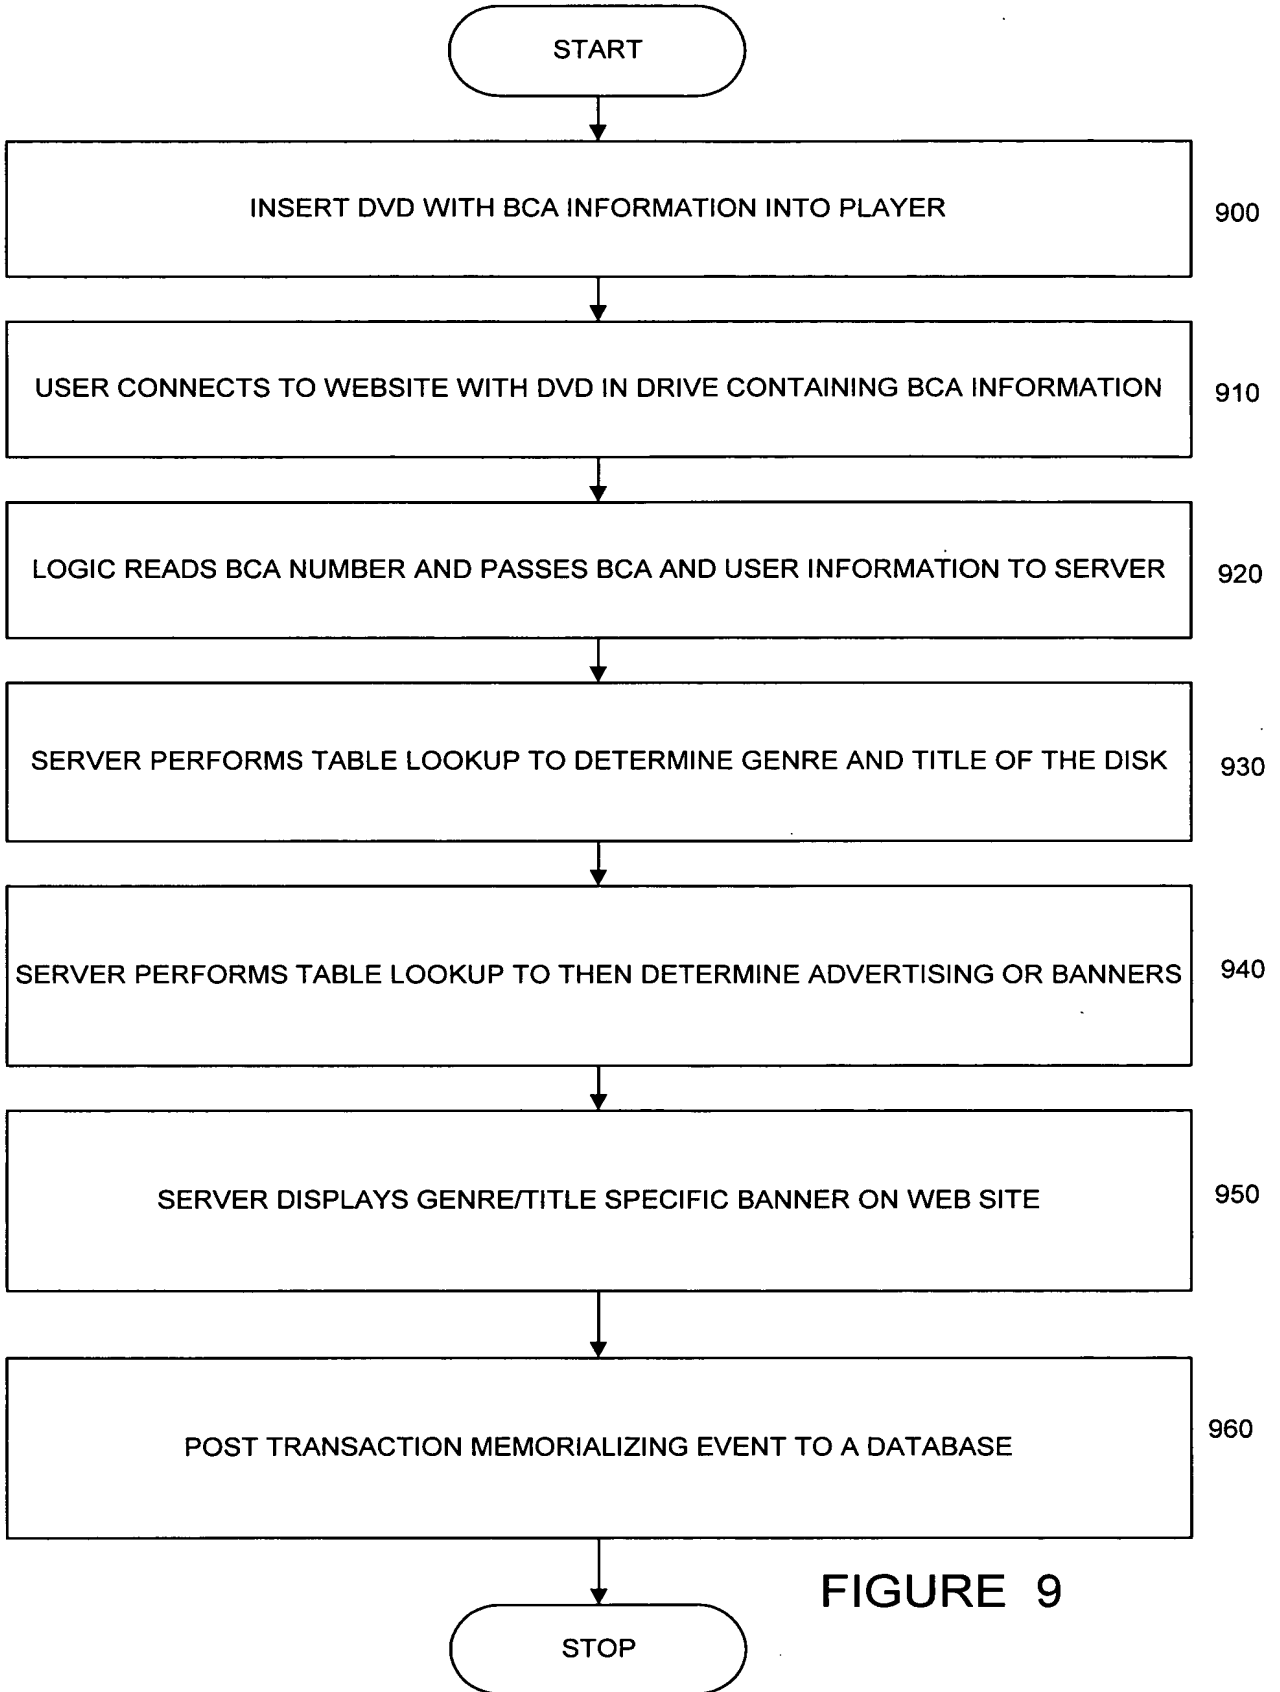 START
INSERT DVD WITH BCA INFORMATION INTO PLAYER
900
USER CONNECTS TO WEBSITE WITH DVD IN DRIVE CONTAINING BCA INFORMATION
910
LOGIC READS BCA NUMBER AND PASSES BCA AND USER INFORMATION TO SERVER
920
SERVER PERFORMS TABLE LOOKUP TO DETERMINE GENRE AND TITLE OF THE DISK
930
SERVER PERFORMS TABLE LOOKUP TO THEN DETERMINE ADVERTISING OR BANNERS
940
SERVER DISPLAYS GENRE/TITLE SPECIFIC BANNER ON WEB SITE
950
POST TRANSACTION MEMORIALIZING EVENT TO A DATABASE
960
FIGURE 9
STOP